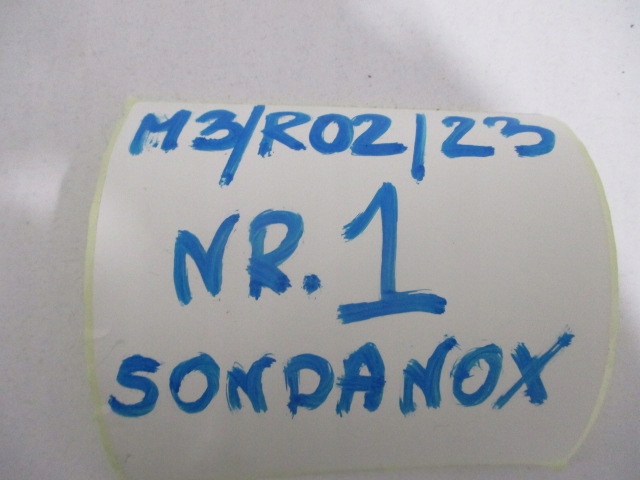 M3/R02/23
NR. 1
SONDANOX